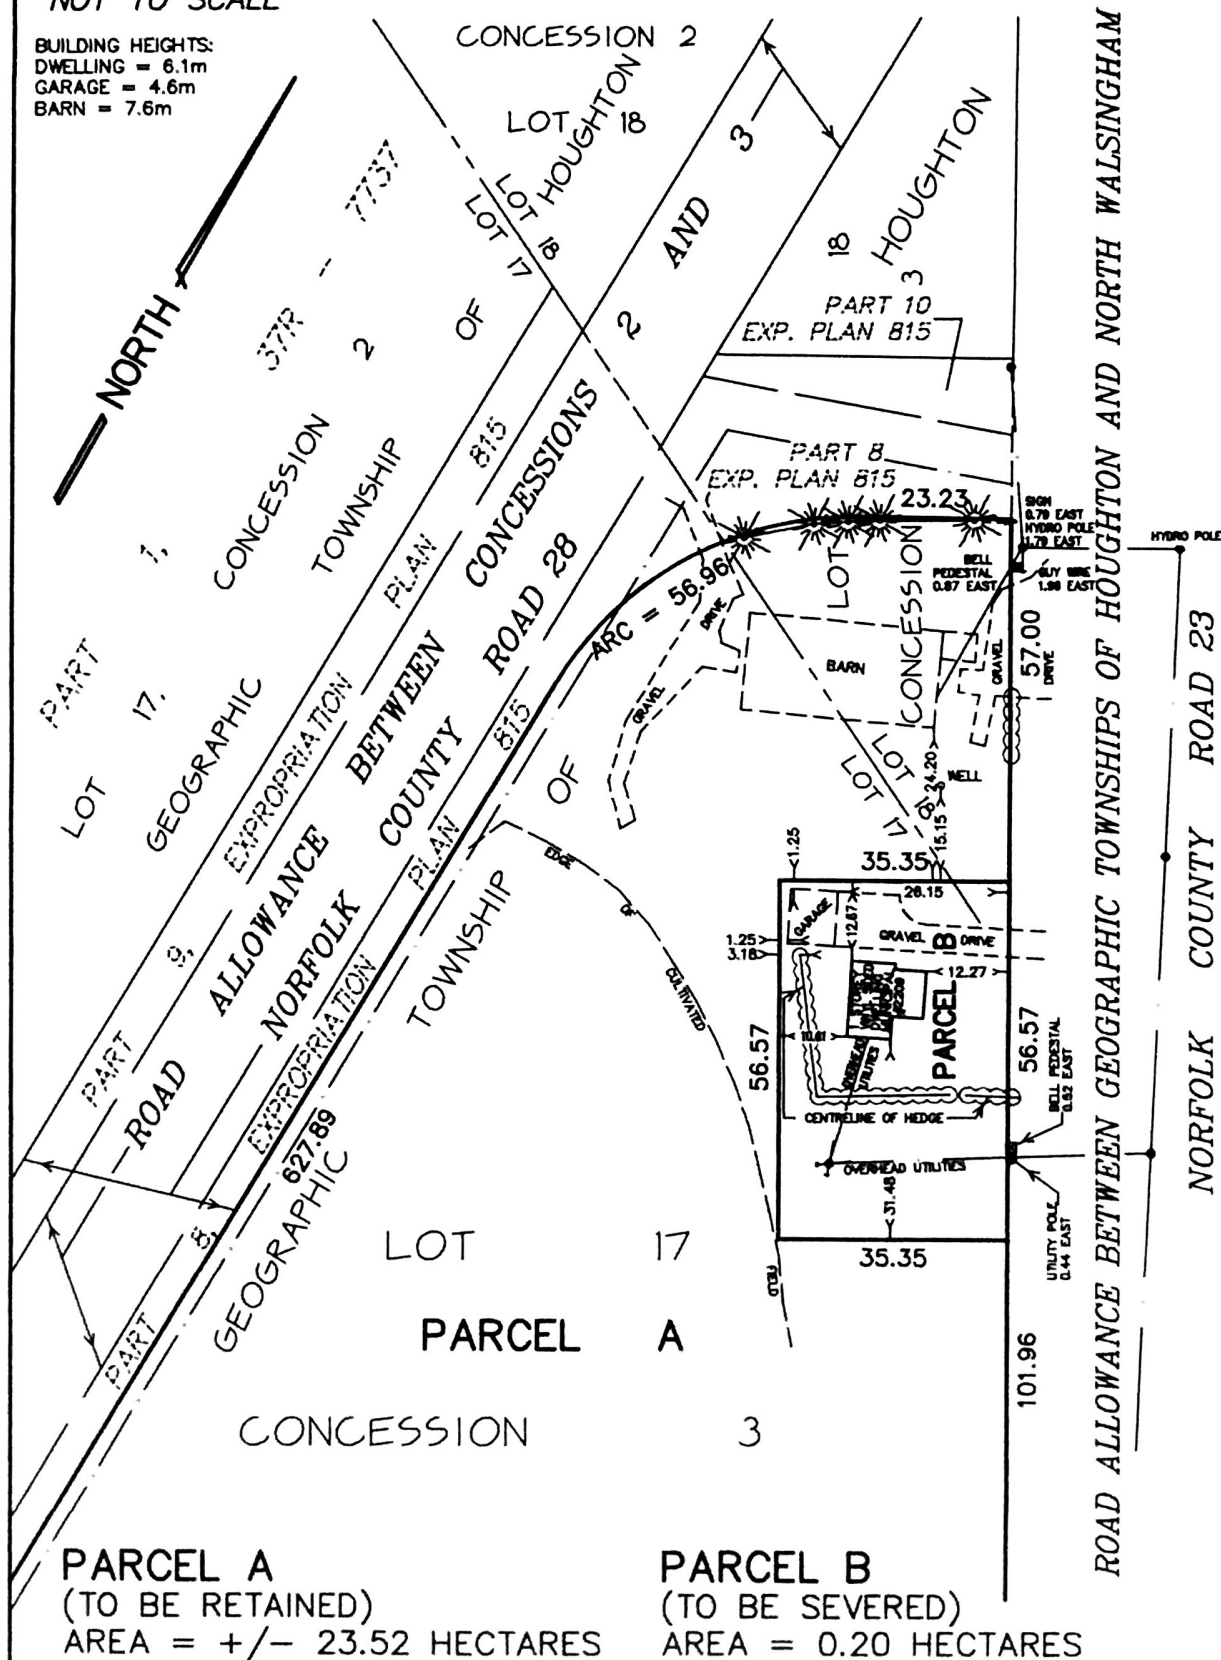 NOT TO SCALE
BUILDING HEIGHTS:
DWELLING = 6.1m
GARAGE = 4.6m
BARN = 7.6m
NORTH
CONCESSION 2
LOT 18
HOUGHTON
LOT 18
LOT 17
37R -- 7737
PART 1, CONCESSION 2 OF
LOT 17, GEOGRAPHIC TOWNSHIP
HOUGHTON
18
3
PART 10
EXP. PLAN 815
PART 8
EXP. PLAN 815
PART 9, EXPROPRIATION PLAN 815
ROAD ALLOWANCE BETWEEN CONCESSIONS 2 AND 3
NORFOLK COUNTY ROAD 28
PART 8, EXPROPRIATION PLAN 815
627.89
GEOGRAPHIC TOWNSHIP OF
ARC = 56.96
23.23
SIGN
0.79 EAST
HYDRO POLE
1.79 EAST
HYDRO POLE
BELL
PEDESTAL
0.87 EAST
GUY WIRE
1.98 EAST
LOT
CONCESSION
DRIVE
GRAVEL
BARN
GRAVEL
DRIVE
57.00
LOT 18
LOT 17
24.20
WELL
15.15
1.25
35.35
26.15
GARAGE
12.67
GRAVEL DRIVE
1.25
3.18
12.27
PARCEL B
10.61
OVERHEAD
UTILITIES
56.57
56.57
CENTRELINE OF HEDGE
OVERHEAD UTILITIES
31.48
35.35
BELL PEDESTAL
0.52 EAST
UTILITY POLE
0.44 EAST
EDGE OF CULTIVATED FIELD
LOT 17
PARCEL A
CONCESSION 3
101.96
ROAD ALLOWANCE BETWEEN GEOGRAPHIC TOWNSHIPS OF HOUGHTON AND NORTH WALSINGHAM
NORFOLK COUNTY ROAD 23
PARCEL A
(TO BE RETAINED)
AREA = +/- 23.52 HECTARES
PARCEL B
(TO BE SEVERED)
AREA = 0.20 HECTARES